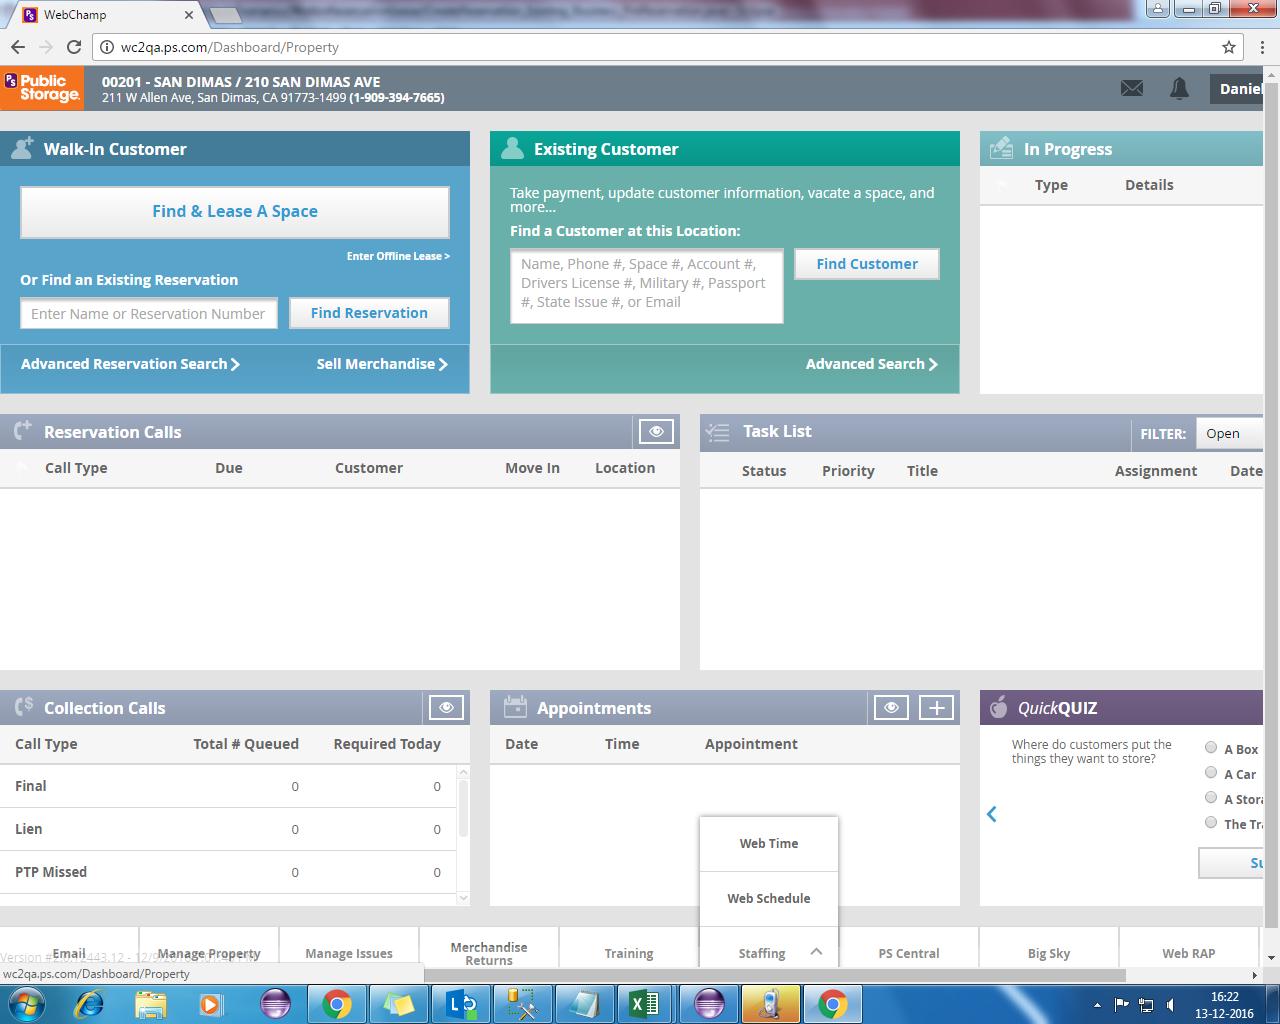 WebChamp
wc2qa.ps.com/Dashboard/Property
PS Public Storage
00201 - SAN DIMAS / 210 SAN DIMAS AVE
211 W Allen Ave, San Dimas, CA 91773-1499 (1-909-394-7665)
Daniel
Walk-In Customer
Find & Lease A Space
Enter Offline Lease >
Or Find an Existing Reservation
Enter Name or Reservation Number
Find Reservation
Advanced Reservation Search
Sell Merchandise
Existing Customer
Take payment, update customer information, vacate a space, and
more...
Find a Customer at this Location:
Name, Phone #, Space #, Account #,
Drivers License #, Military #, Passport
#, State Issue #, or Email
Find Customer
Advanced Search
In Progress
Type Details
Reservation Calls
Call Type Due Customer Move In Location
Task List
FILTER: Open
Status Priority Title Assignment Date
Collection Calls
Call Type Total # Queued Required Today
Final 0 0
Lien 0 0
PTP Missed 0 0
Appointments
Date Time Appointment
QuickQUIZ
Where do customers put the
things they want to store?
A Box
A Car
A Stora
The Tra
Su
Web Time
Web Schedule
Email
Manage Property
Manage Issues
Merchandise
Returns
Training
Staffing
PS Central
Big Sky
Web RAP
wc2qa.ps.com/Dashboard/Property
16:22
13-12-2016